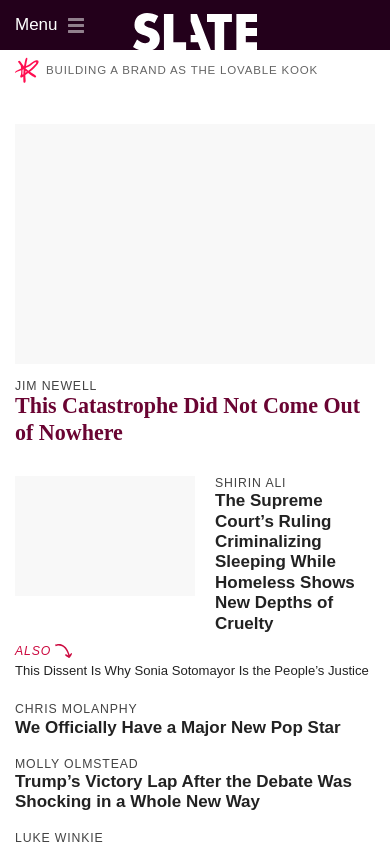 Menu
SLATE
BUILDING A BRAND AS THE LOVABLE KOOK
JIM NEWELL
This Catastrophe Did Not Come Out
of Nowhere
SHIRIN ALI
The Supreme
Court’s Ruling
Criminalizing
Sleeping While
Homeless Shows
New Depths of
Cruelty
ALSO
This Dissent Is Why Sonia Sotomayor Is the People’s Justice
CHRIS MOLANPHY
We Officially Have a Major New Pop Star
MOLLY OLMSTEAD
Trump’s Victory Lap After the Debate Was
Shocking in a Whole New Way
LUKE WINKIE